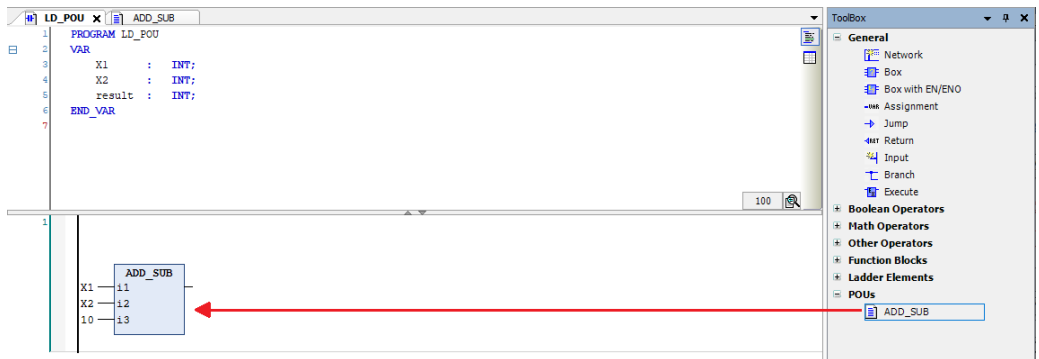 LD_POU ADD_SUB
1 PROGRAM LD_POU
2 VAR
3 X1 : INT;
4 X2 : INT;
5 result : INT;
6 END_VAR
7
100
1
ADD_SUB
X1 i1
X2 i2
10 i3
ToolBox
General
Network
Box
Box with EN/ENO
VAR Assignment
Jump
RET Return
Input
Branch
Execute
Boolean Operators
Math Operators
Other Operators
Function Blocks
Ladder Elements
POUs
ADD_SUB